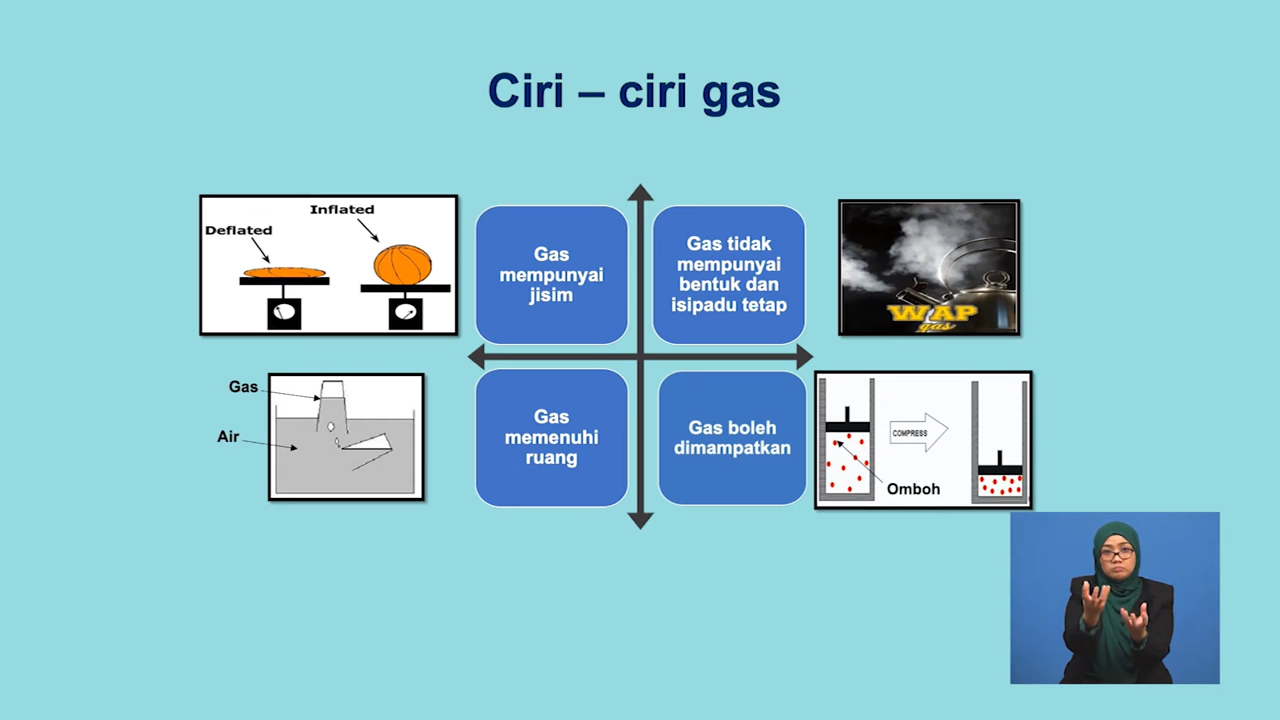 Ciri – ciri gas
Inflated
Deflated
Gas
mempunyai
jisim
Gas tidak
mempunyai
bentuk dan
isipadu tetap
WAP
gas
Gas
Air
Gas
memenuhi
ruang
Gas boleh
dimampatkan
COMPRESS
Omboh